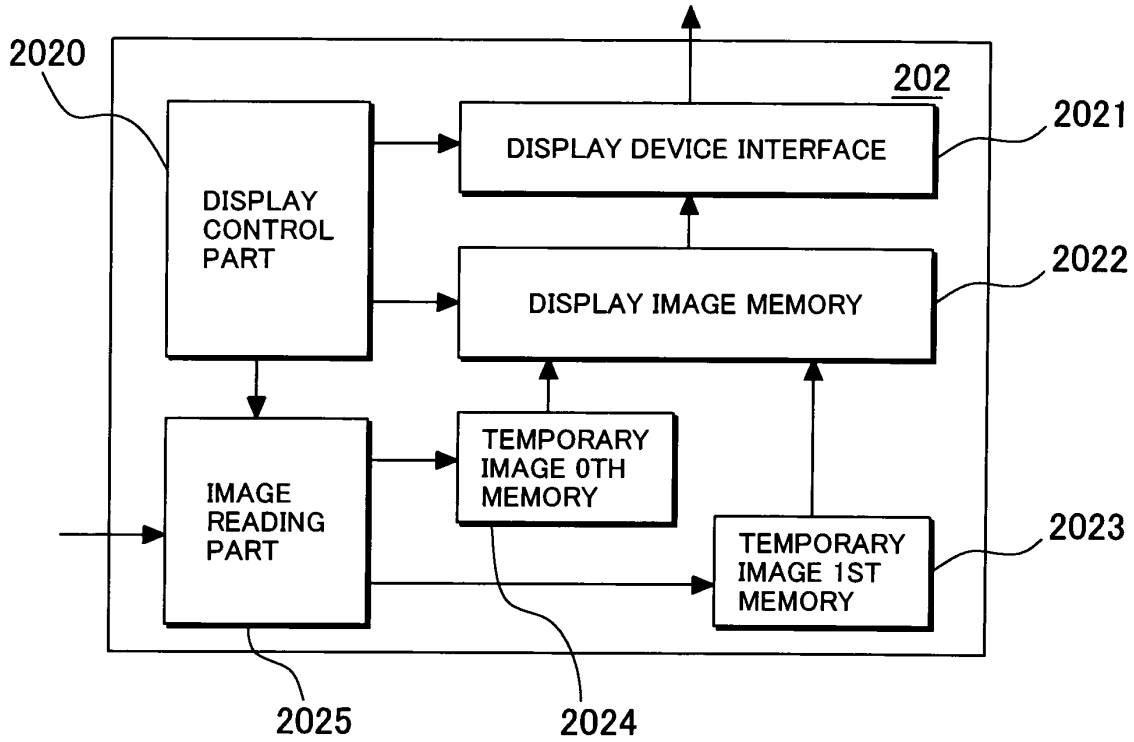 2020
202
2021
DISPLAY DEVICE INTERFACE
DISPLAY
CONTROL
PART
2022
DISPLAY IMAGE MEMORY
TEMPORARY
IMAGE 0TH
MEMORY
IMAGE
READING
PART
2023
TEMPORARY
IMAGE 1ST
MEMORY
2025
2024